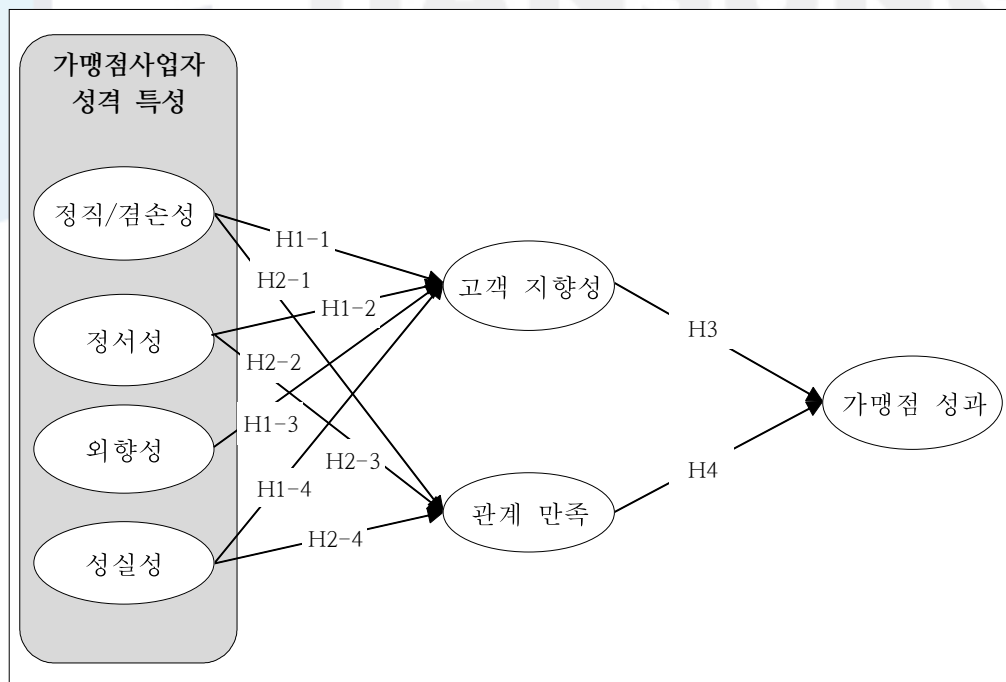 가맹점사업자
성격 특성
정직/겸손성
정서성
외향성
성실성
H1-1
H2-1
H1-2
H2-2
H1-3
H2-3
H1-4
H2-4
고객 지향성
관계 만족
H3
H4
가맹점 성과